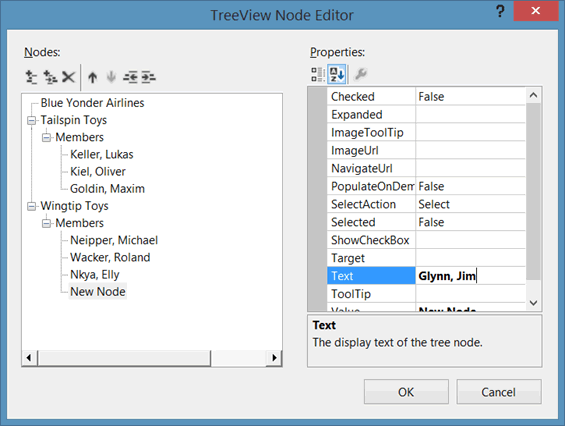 TreeView Node Editor
?
Nodes:
Blue Yonder Airlines
Tailspin Toys
Members
Keller, Lukas
Kiel, Oliver
Goldin, Maxim
Wingtip Toys
Members
Neipper, Michael
Wacker, Roland
Nkya, Elly
New Node
Properties:
Checked False
Expanded
ImageToolTip
ImageUrl
NavigateUrl
PopulateOnDem False
SelectAction Select
Selected False
ShowCheckBox
Target
Text Glynn, Jim
ToolTip
Value New Node
Text
The display text of the tree node.
OK Cancel